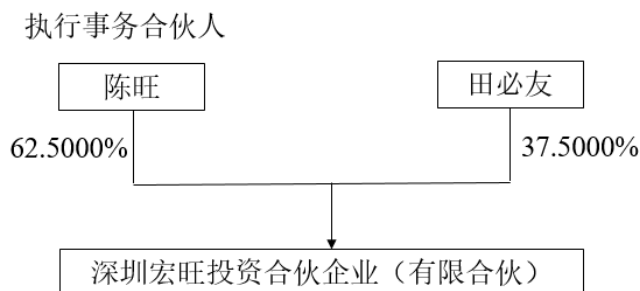 执行事务合伙人
陈旺
田必友
62.5000%
37.5000%
深圳宏旺投资合伙企业（有限合伙）